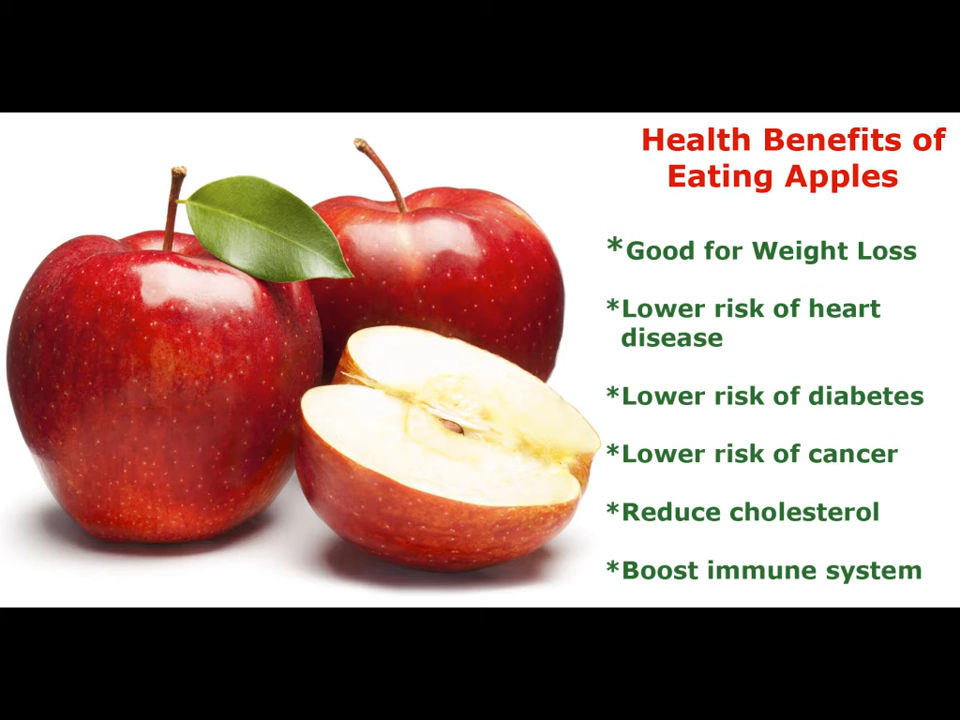 Health Benefits of
Eating Apples
*Good for Weight Loss
*Lower risk of heart
disease
*Lower risk of diabetes
*Lower risk of cancer
*Reduce cholesterol
*Boost immune system